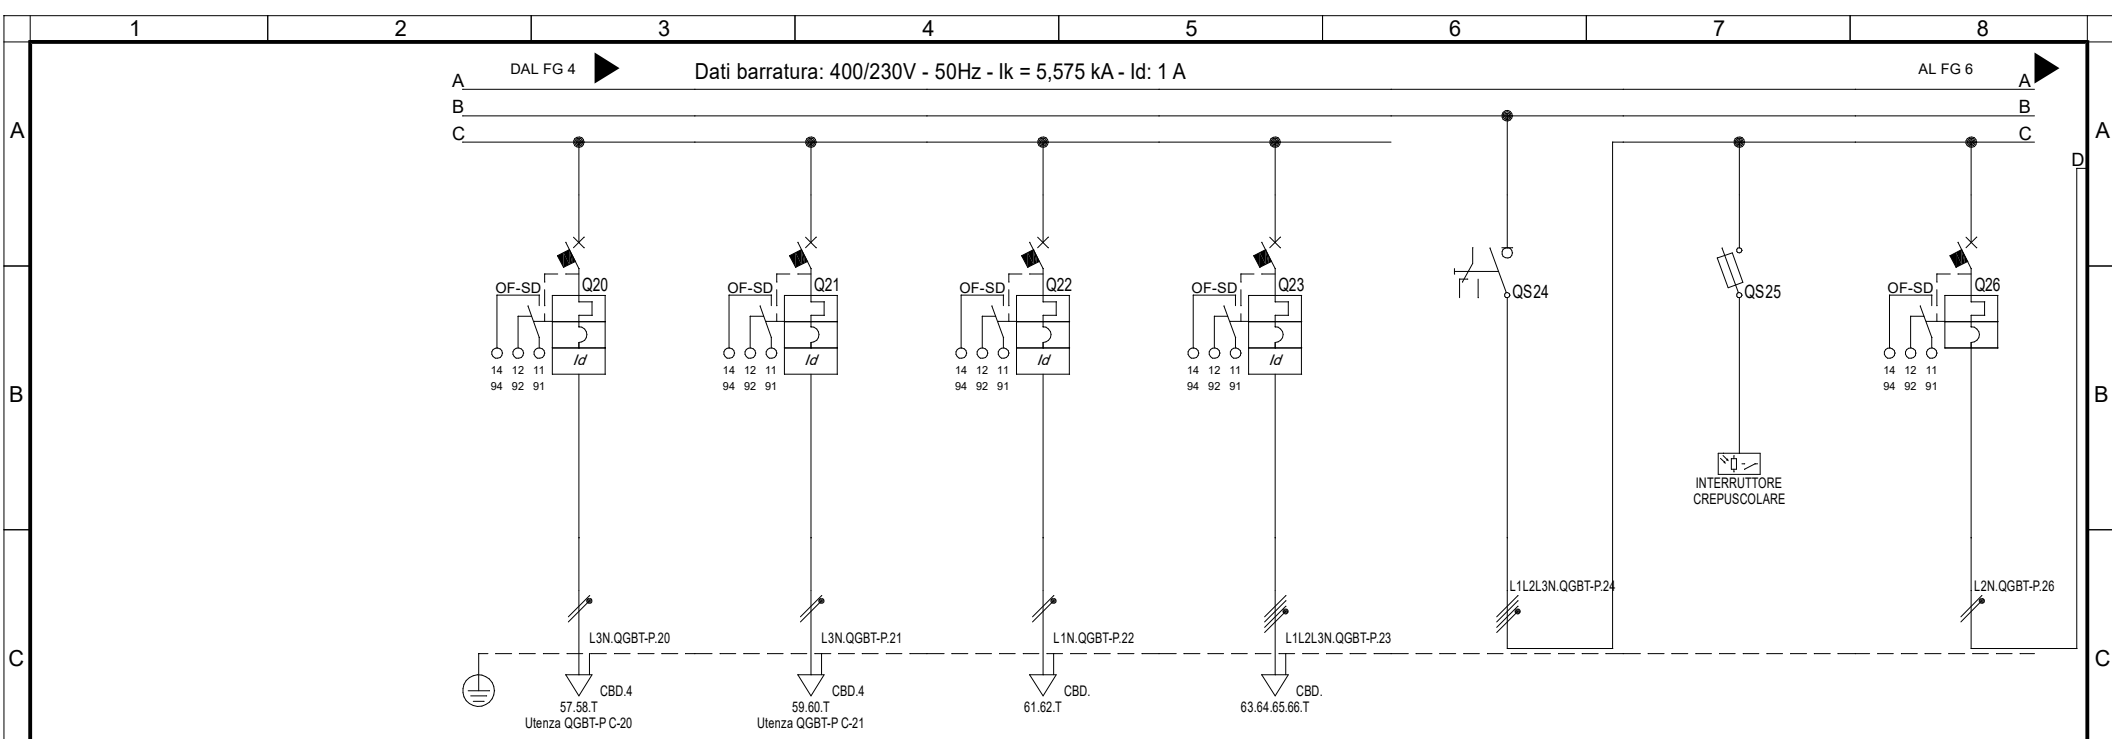 1 2 3 4 5 6 7 8
DAL FG 4 Dati barratura: 400/230V - 50Hz - Ik = 5,575 kA - Id: 1 A AL FG 6
A A
B B
C C
A A
D
Q20 Q21 Q22 Q23 Q26
OF-SD OF-SD OF-SD OF-SD OF-SD
QS24 QS25
Id Id Id Id
14 12 11 14 12 11 14 12 11 14 12 11 14 12 11
94 92 91 94 92 91 94 92 91 94 92 91 94 92 91
B B
INTERRUTTORE
CREPUSCOLARE
L1L2L3N.QGBT-P.24 L2N.QGBT-P.26
L3N.QGBT-P.20 L3N.QGBT-P.21 L1N.QGBT-P.22 L1L2L3N.QGBT-P.23
C C
CBD.4 CBD.4 CBD. CBD.
57.58.T 59.60.T 61.62.T 63.64.65.66.T
Utenza QGBT-P C-20 Utenza QGBT-P C-21